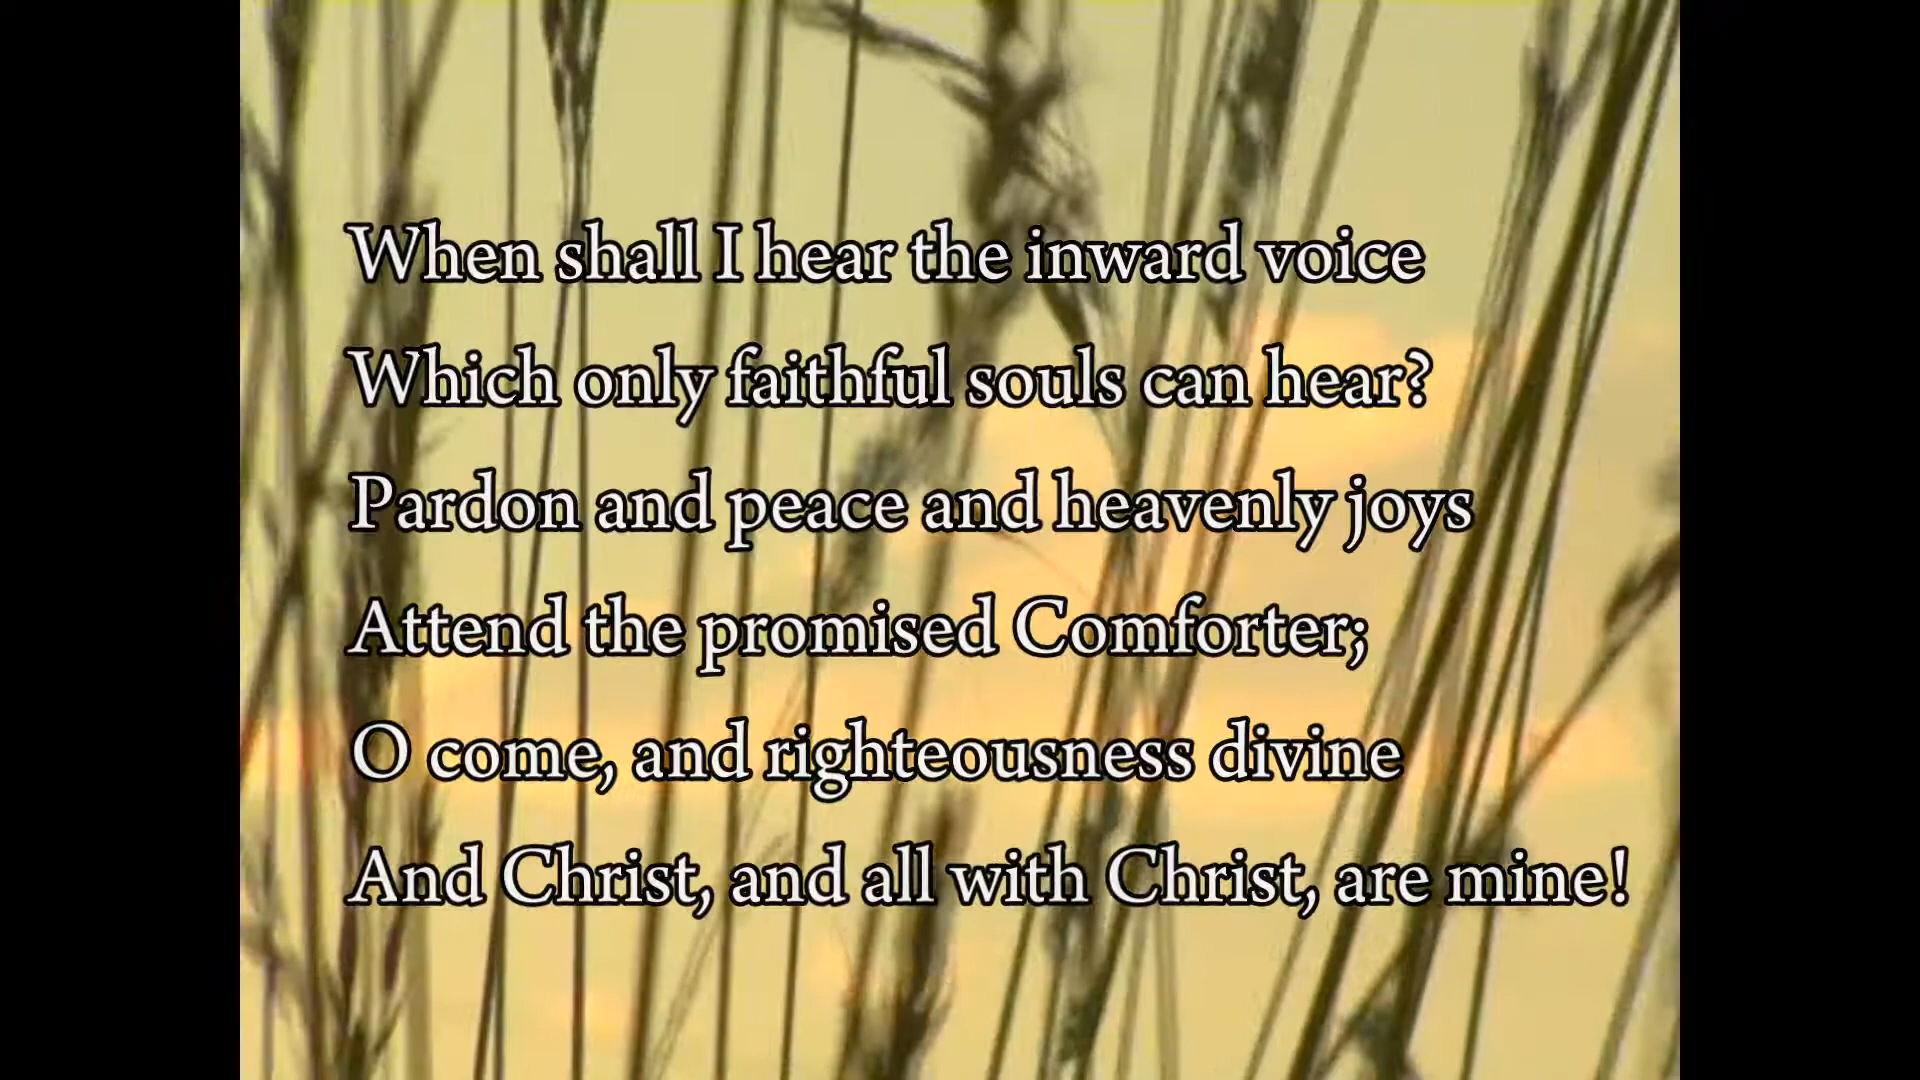 When shall I hear the inward voice
Which only faithful souls can hear?
Pardon and peace and heavenly joys
Attend the promised Comforter;
O come, and righteousness divine
And Christ, and all with Christ, are mine!